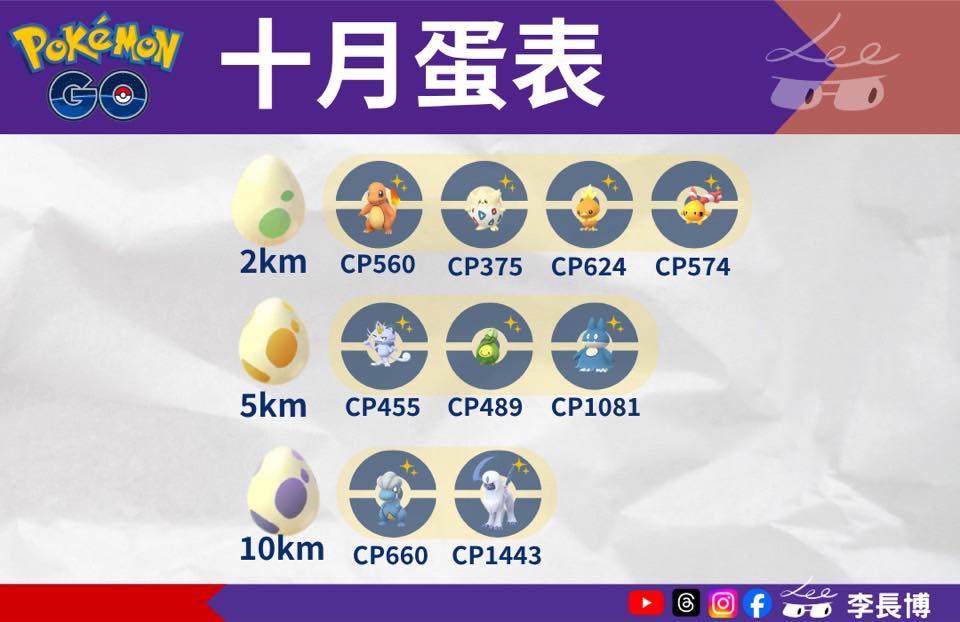 POKéMON
GO
十月蛋表
Lee
2km
CP560
CP375
CP624
CP574
5km
CP455
CP489
CP1081
10km
CP660
CP1443
Lee
李長博